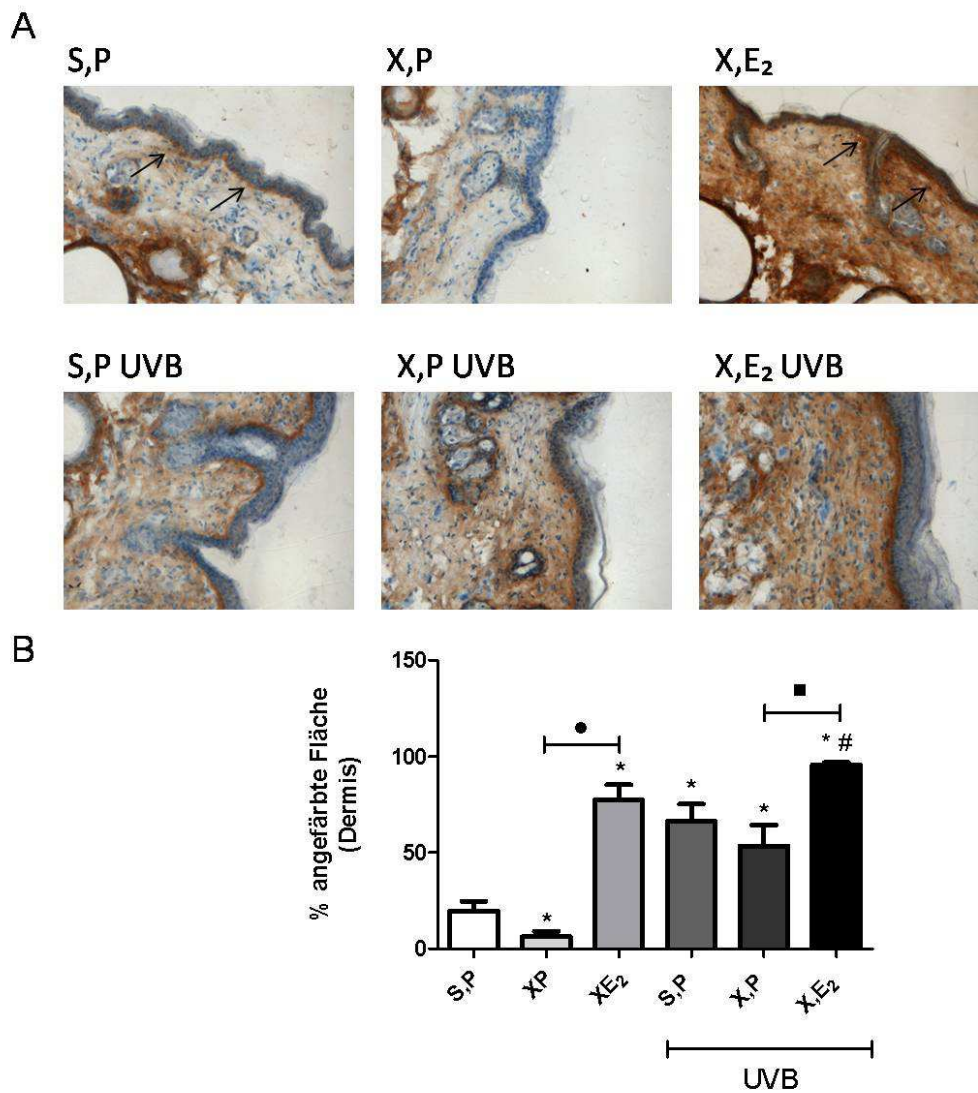 A
S,P
X,P
X,E₂
S,P UVB
X,P UVB
X,E₂ UVB
B
% angefärbte Fläche
(Dermis)
150
100
50
0
*
*
*
*
* #
S,P
XP
XE₂
S,P
X,P
X,E₂
UVB